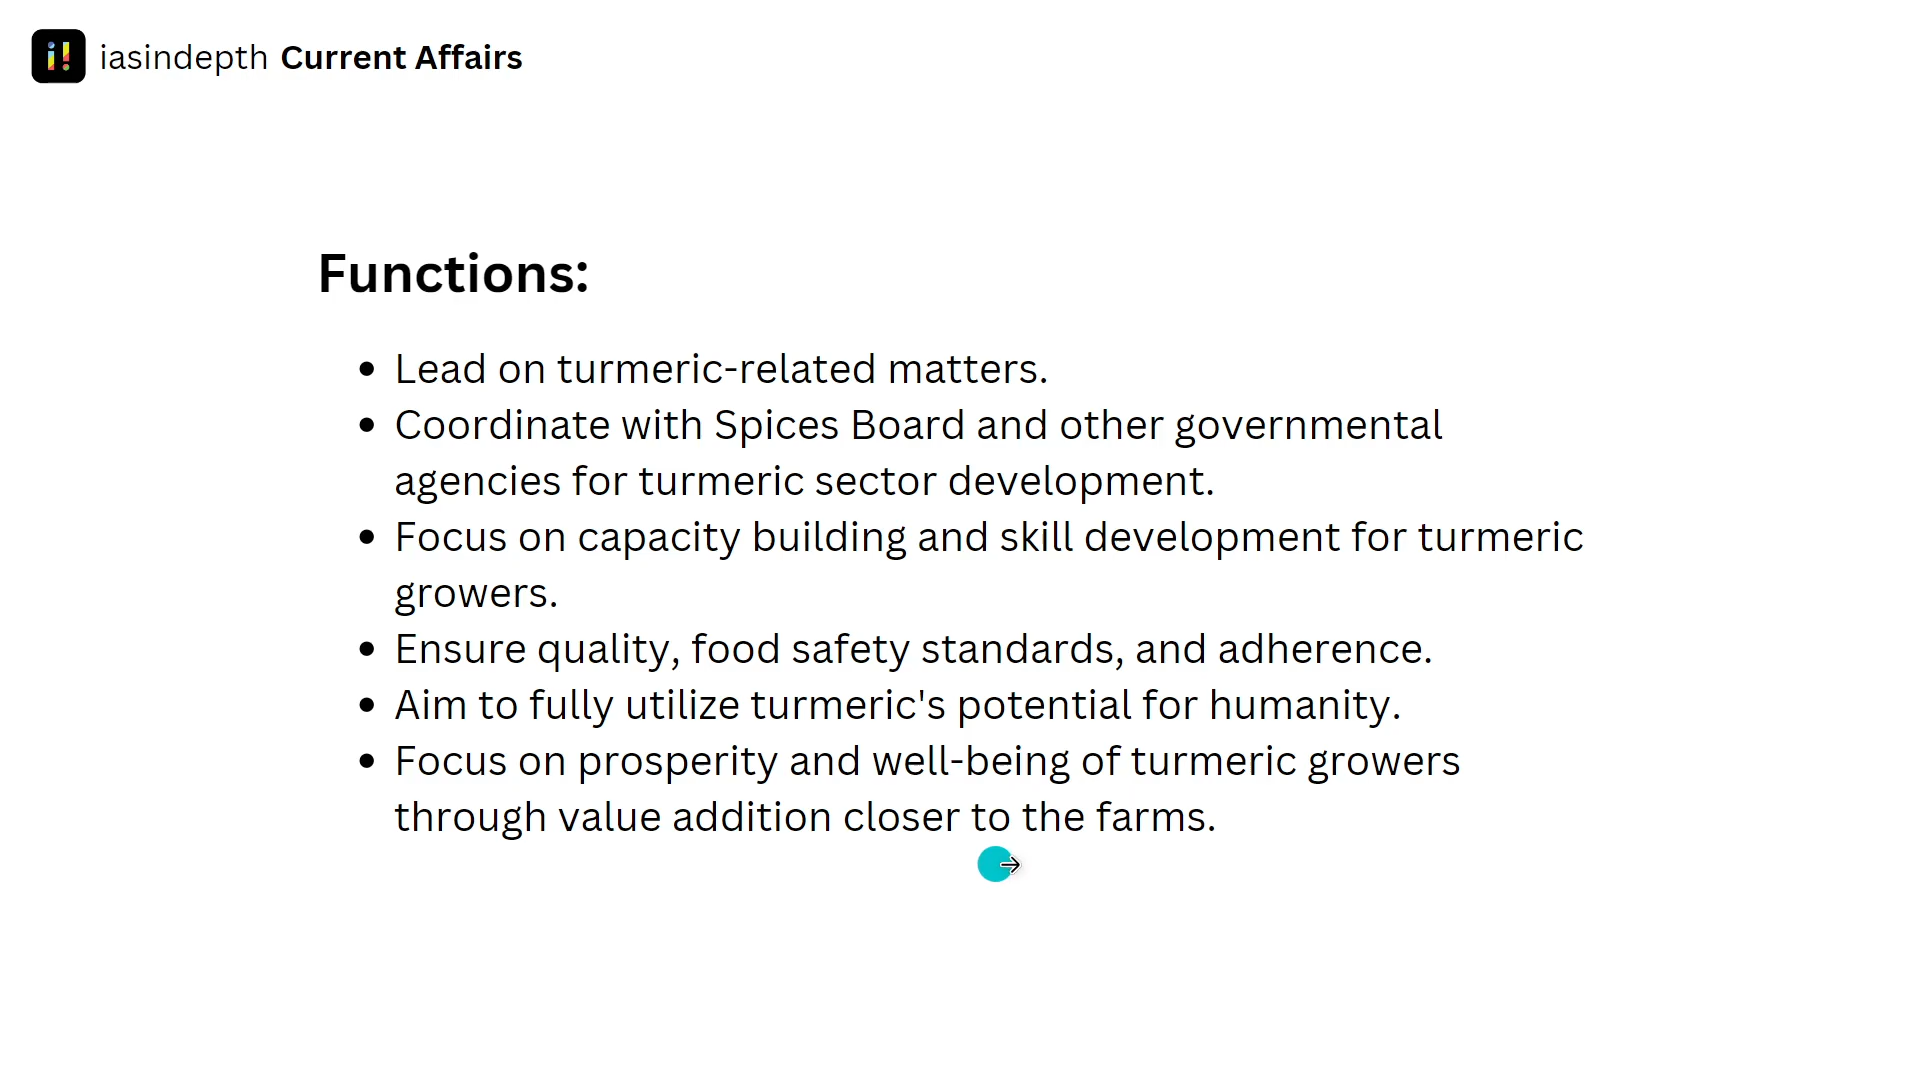 i! iasindepth Current Affairs
Functions:
• Lead on turmeric-related matters.
• Coordinate with Spices Board and other governmental
agencies for turmeric sector development.
• Focus on capacity building and skill development for turmeric
growers.
• Ensure quality, food safety standards, and adherence.
• Aim to fully utilize turmeric's potential for humanity.
• Focus on prosperity and well-being of turmeric growers
through value addition closer to the farms.